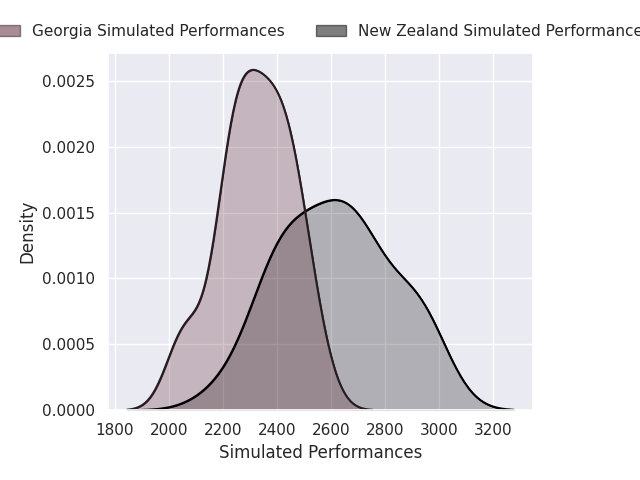 Georgia Simulated Performances New Zealand Simulated Performance
0.0025
0.0020
0.0015
0.0010
0.0005
0.0000
Density
1800 2000 2200 2400 2600 2800 3000 3200
Simulated Performances